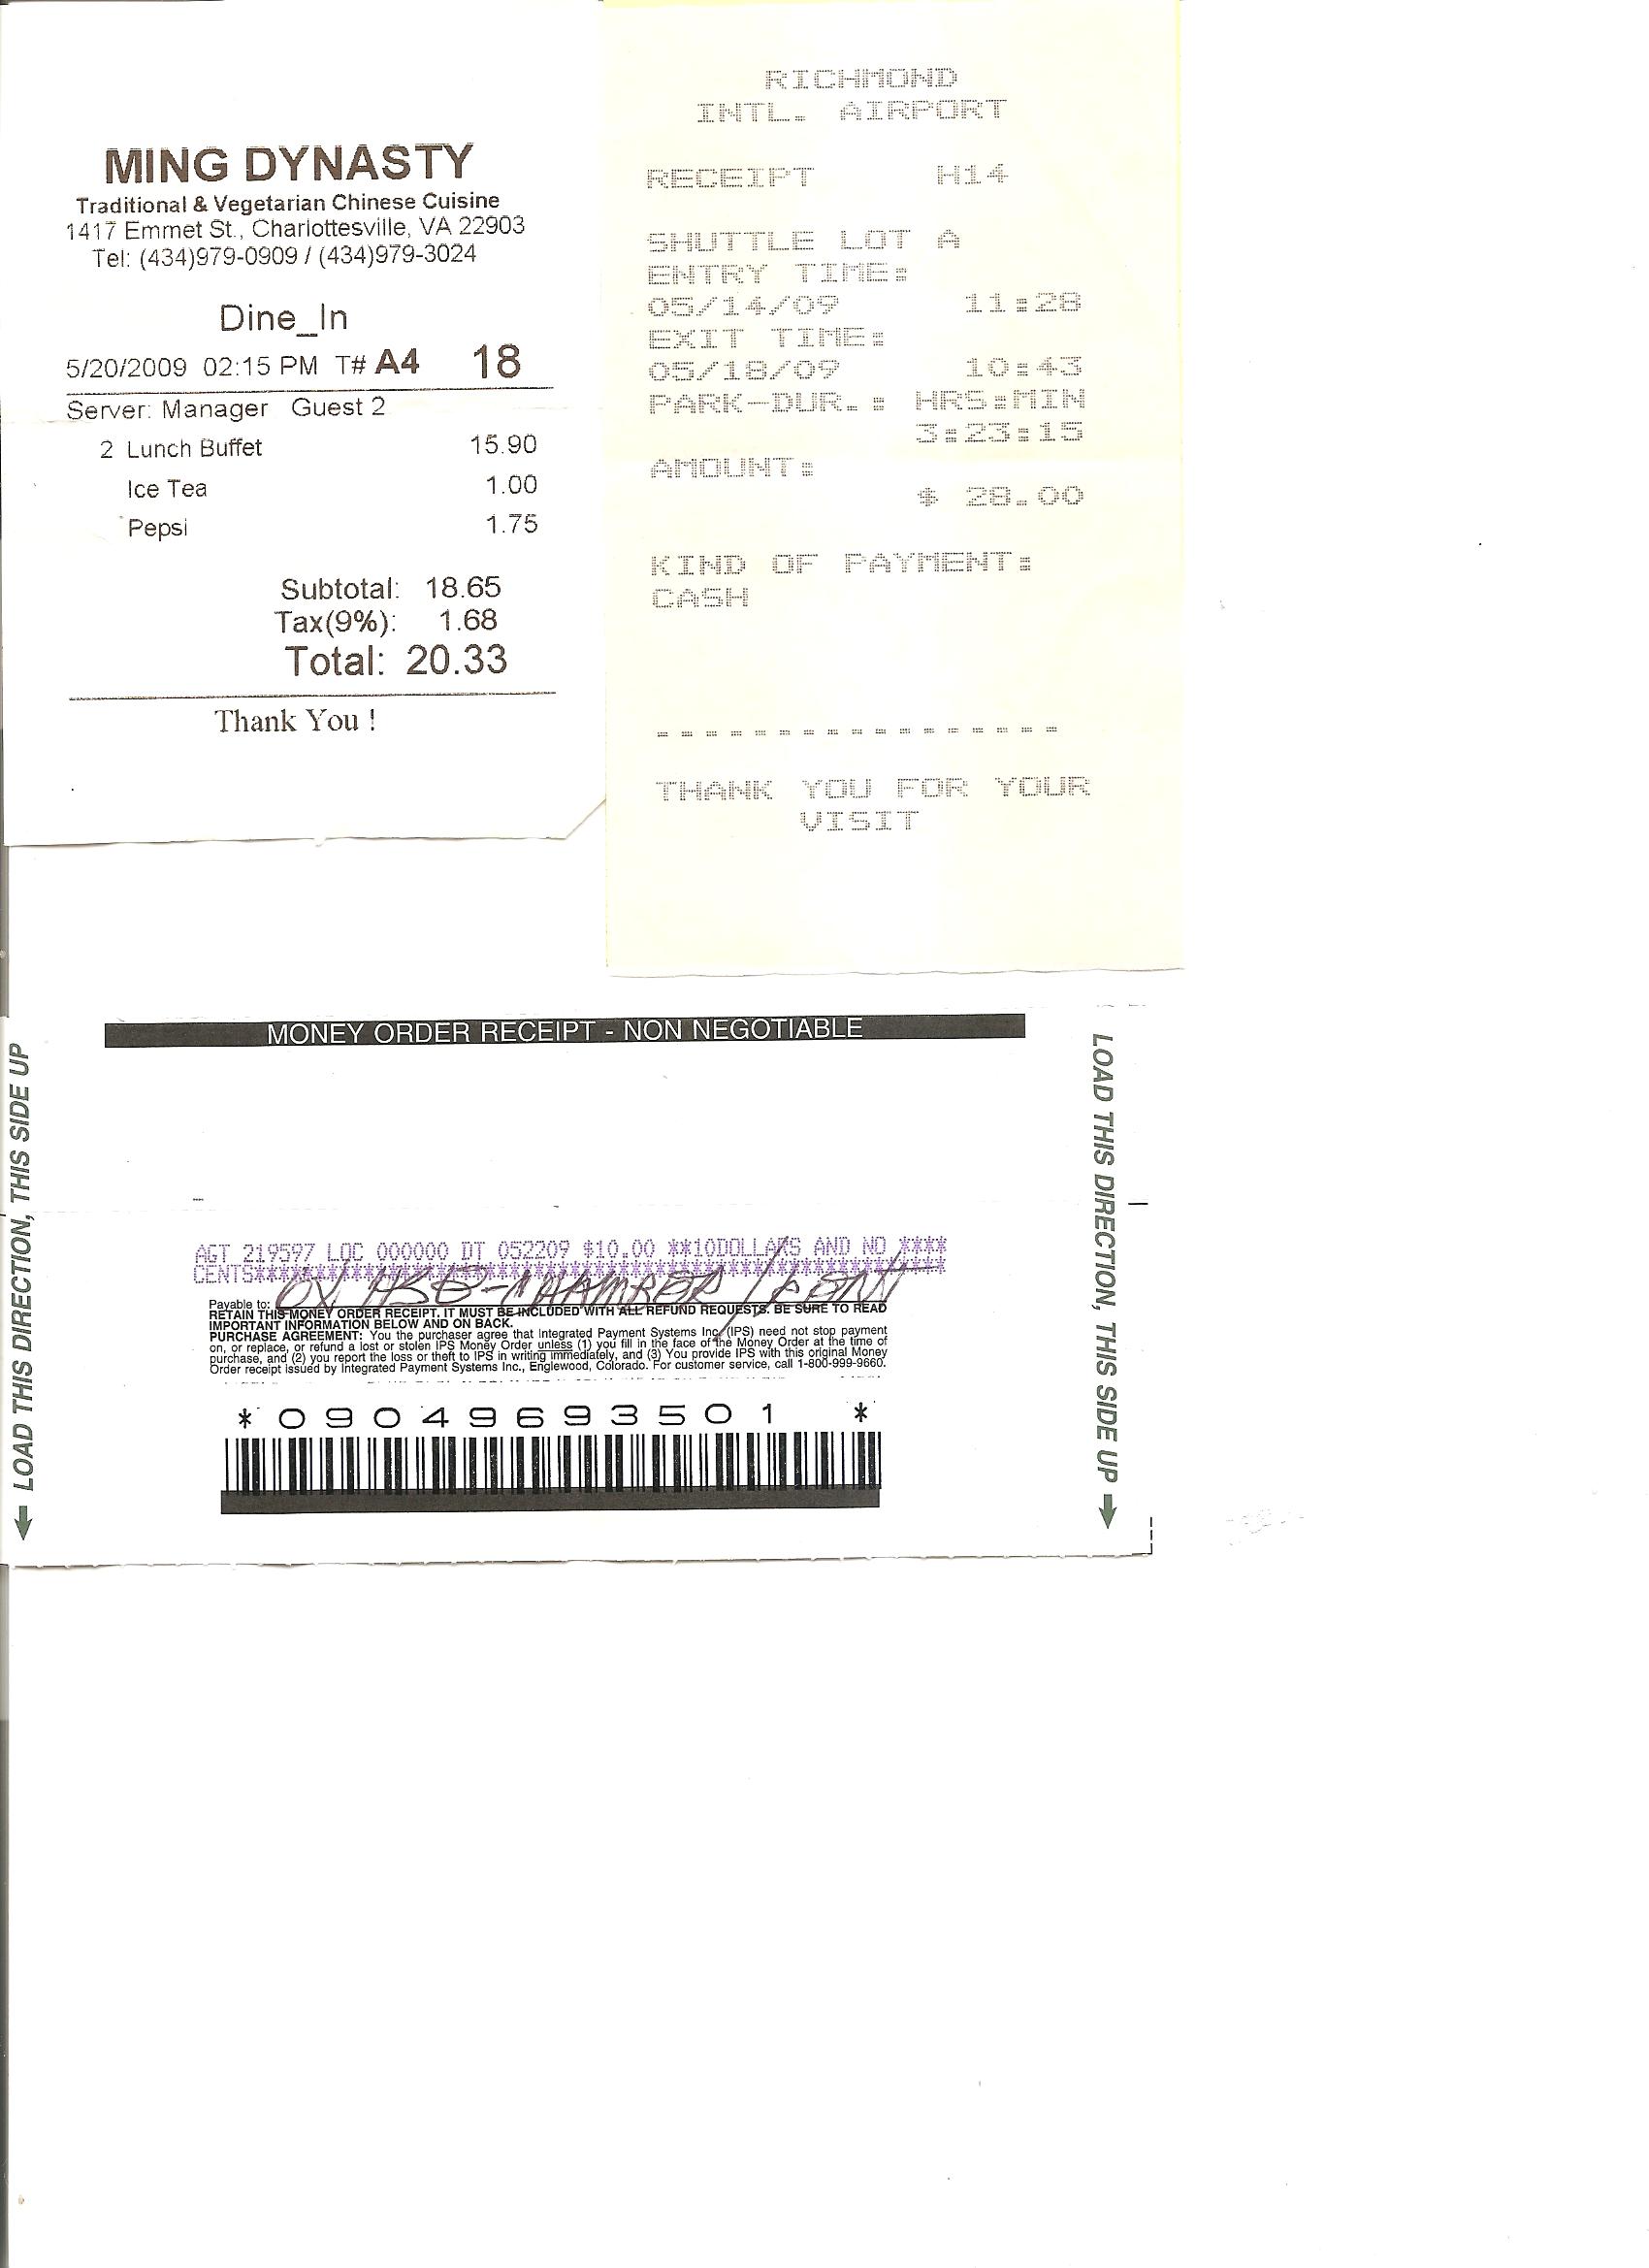 MING DYNASTY
Traditional & Vegetarian Chinese Cuisine
1417 Emmet St., Charlottesville, VA 22903
Tel: (434)979-0909 / (434)979-3024
Dine_In
5/20/2009 02:15 PM T# A4 18
Server: Manager Guest 2
2 Lunch Buffet 15.90
Ice Tea 1.00
Pepsi 1.75
Subtotal: 18.65
Tax(9%): 1.68
Total: 20.33
Thank You !
RICHMOND
INTL. AIRPORT
RECEIPT H14
SHUTTLE LOT A
ENTRY TIME:
05/14/09 11:28
EXIT TIME:
05/18/09 10:43
PARK-DUR.: HRS:MIN
3:23:15
AMOUNT:
$ 28.00
KIND OF PAYMENT:
CASH
THANK YOU FOR YOUR
VISIT
MONEY ORDER RECEIPT - NON NEGOTIABLE
LOAD THIS DIRECTION, THIS SIDE UP
LOAD THIS DIRECTION, THIS SIDE UP
AGT 219597 LOC 000000 DT 052209 $10.00 **10DOLLARS AND NO ****
CENTS************************************************
Payable to:
RETAIN THIS MONEY ORDER RECEIPT. IT MUST BE INCLUDED WITH ALL REFUND REQUESTS. BE SURE TO READ
IMPORTANT INFORMATION BELOW AND ON BACK.
PURCHASE AGREEMENT: You the purchaser agree that Integrated Payment Systems Inc. (IPS) need not stop payment
on, or replace, or refund a lost or stolen IPS Money Order unless (1) you fill in the face of the Money Order at the time of
purchase, and (2) you report the loss or theft to IPS in writing immediately, and (3) You provide IPS with this original Money
Order receipt issued by Integrated Payment Systems Inc., Englewood, Colorado. For customer service, call 1-800-999-9660.
* 09049693501 *